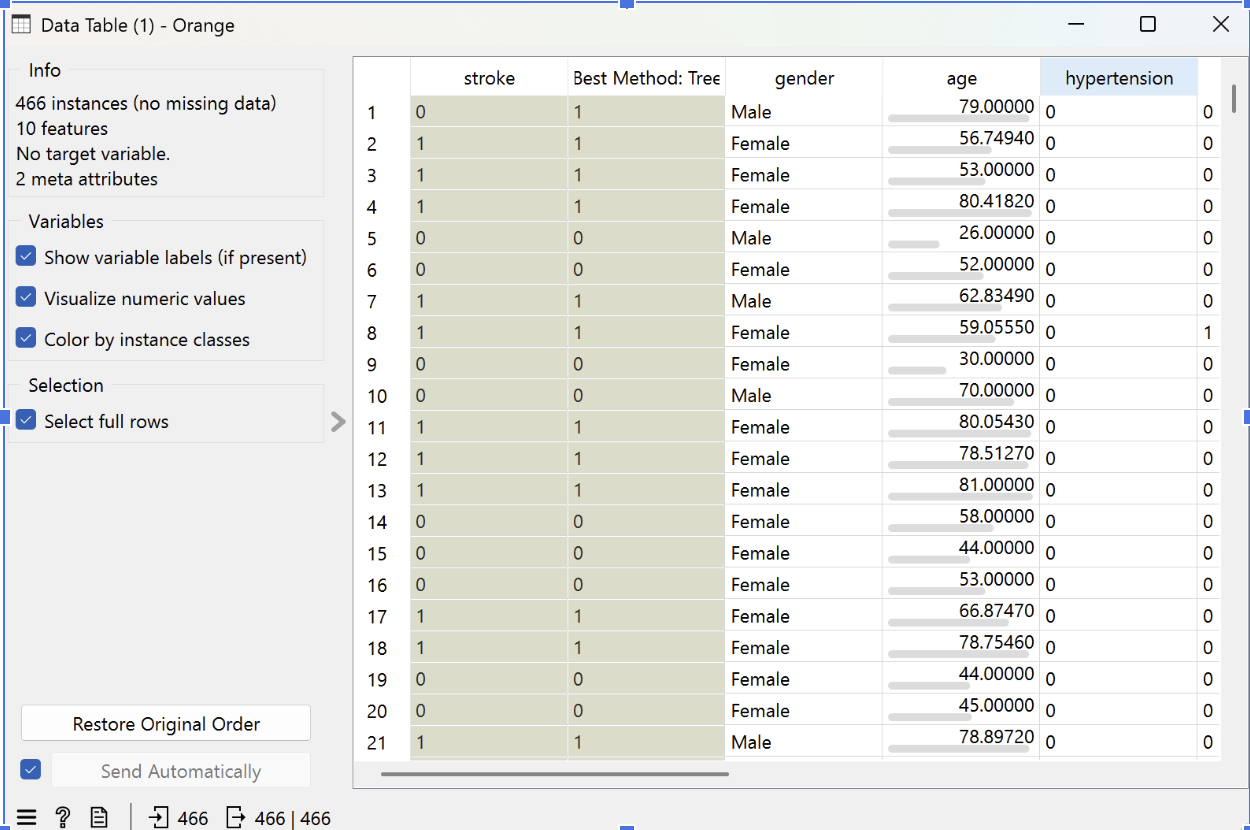 Data Table (1) - Orange
Info
466 instances (no missing data)
10 features
No target variable.
2 meta attributes
Variables
Show variable labels (if present)
Visualize numeric values
Color by instance classes
Selection
Select full rows
Restore Original Order
Send Automatically
? 466 466 | 466
stroke Best Method: Tree gender age hypertension
1 0 1 Male 79.00000 0 0
2 1 1 Female 56.74940 0 0
3 1 1 Female 53.00000 0 0
4 1 1 Female 80.41820 0 0
5 0 0 Male 26.00000 0 0
6 0 0 Female 52.00000 0 0
7 1 1 Male 62.83490 0 0
8 1 1 Female 59.05550 0 1
9 0 0 Female 30.00000 0 0
10 0 0 Male 70.00000 0 0
11 1 1 Female 80.05430 0 0
12 1 1 Female 78.51270 0 0
13 1 1 Female 81.00000 0 0
14 0 0 Female 58.00000 0 0
15 0 0 Female 44.00000 0 0
16 0 0 Female 53.00000 0 0
17 1 1 Female 66.87470 0 0
18 1 1 Female 78.75460 0 0
19 0 0 Female 44.00000 0 0
20 0 0 Female 45.00000 0 0
21 1 1 Male 78.89720 0 0